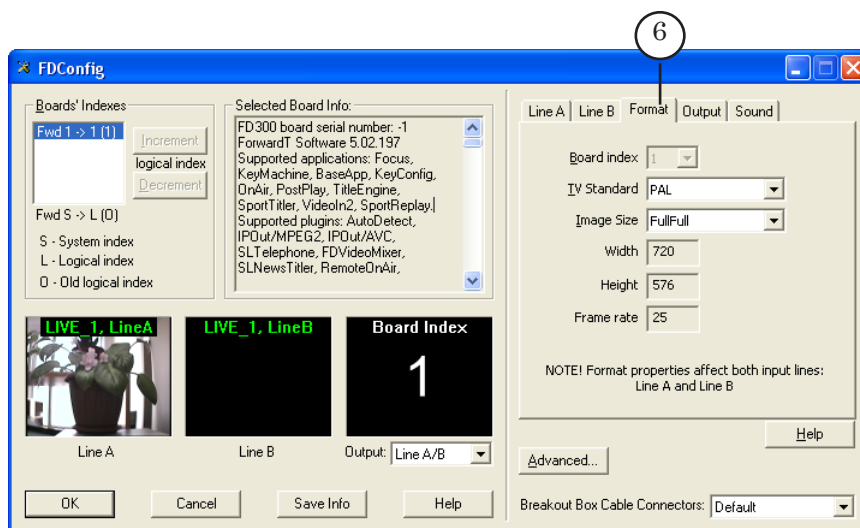 6
FDConfig
Boards' Indexes
Fwd 1 -> 1 (1)
Increment
logical index
Decrement
Fwd S -> L (O)
S - System index
L - Logical index
O - Old logical index
Selected Board Info:
FD300 board serial number: -1
ForwardT Software 5.02.197
Supported applications: Focus,
KeyMachine, BaseApp, KeyConfig,
OnAir, PostPlay, TitleEngine,
SportTitler, VideoIn2, SportReplay.
Supported plugins: AutoDetect,
IPOut/MPEG2, IPOut/AVC,
SLTelephone, FDVideoMixer,
SLNewsTitler, RemoteOnAir,
LIVE_1, LineA
LIVE_1, LineB
Board Index
1
Line A
Line B
Output: Line A/B
OK
Cancel
Save Info
Help
Line A Line B Format Output Sound
Board index 1
TV Standard PAL
Image Size FullFull
Width 720
Height 576
Frame rate 25
NOTE! Format properties affect both input lines:
Line A and Line B
Help
Advanced...
Breakout Box Cable Connectors: Default